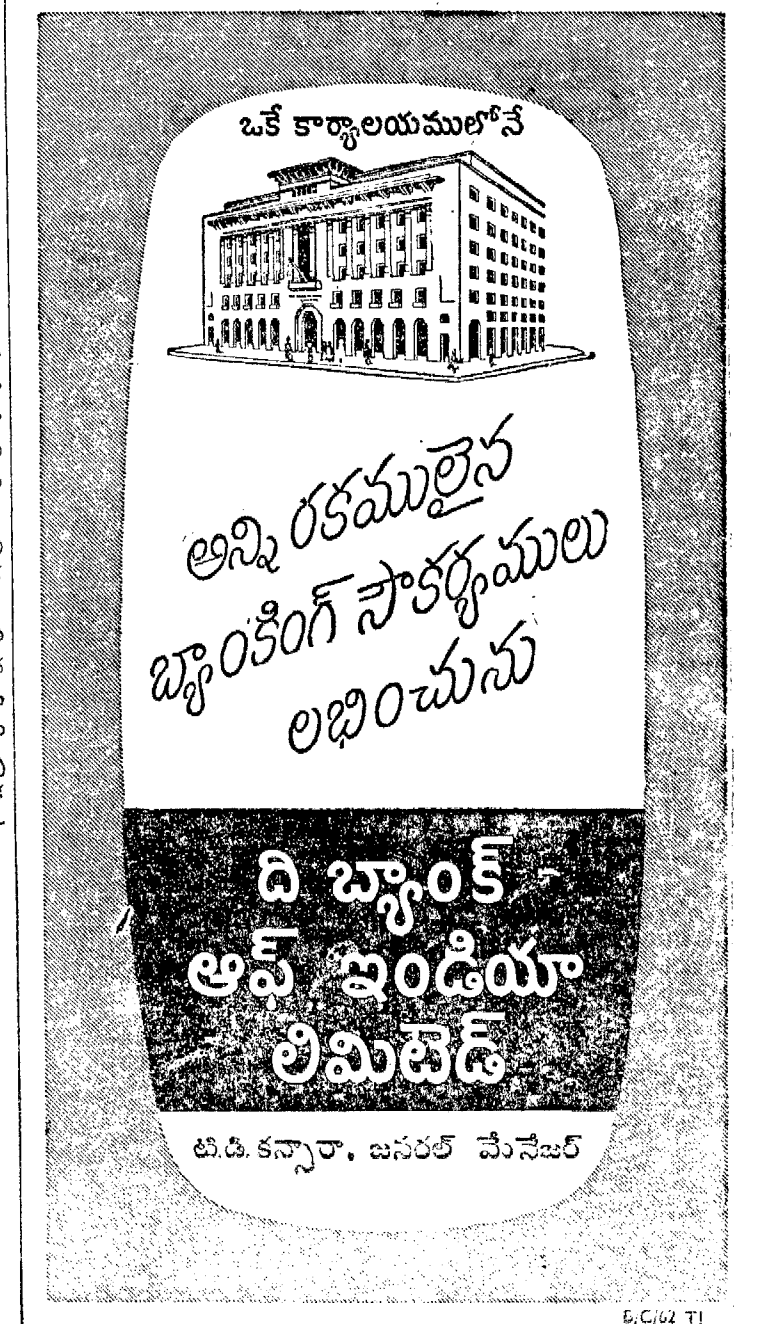 ఒకే కార్యాలయములోనే
అన్ని రకములైన
బ్యాంకింగ్ సౌకర్యములు
లభించును
ది బ్యాంక్
ఆఫ్ ఇండియా
లిమిటెడ్
టి.డి. కన్సారా, జనరల్ మేనేజర్